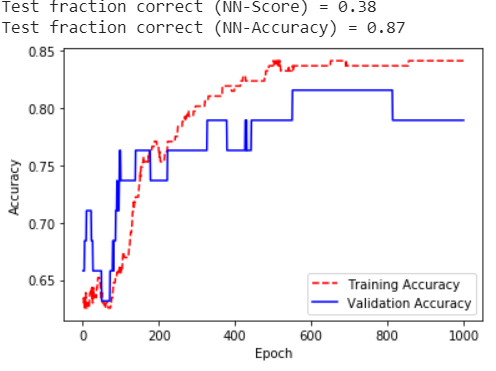 Test fraction correct (NN-Score) = 0.38
Test fraction correct (NN-Accuracy) = 0.87
0.85
0.80
0.75
0.70
0.65
Accuracy
Training Accuracy
Validation Accuracy
0
200
400
600
800
1000
Epoch